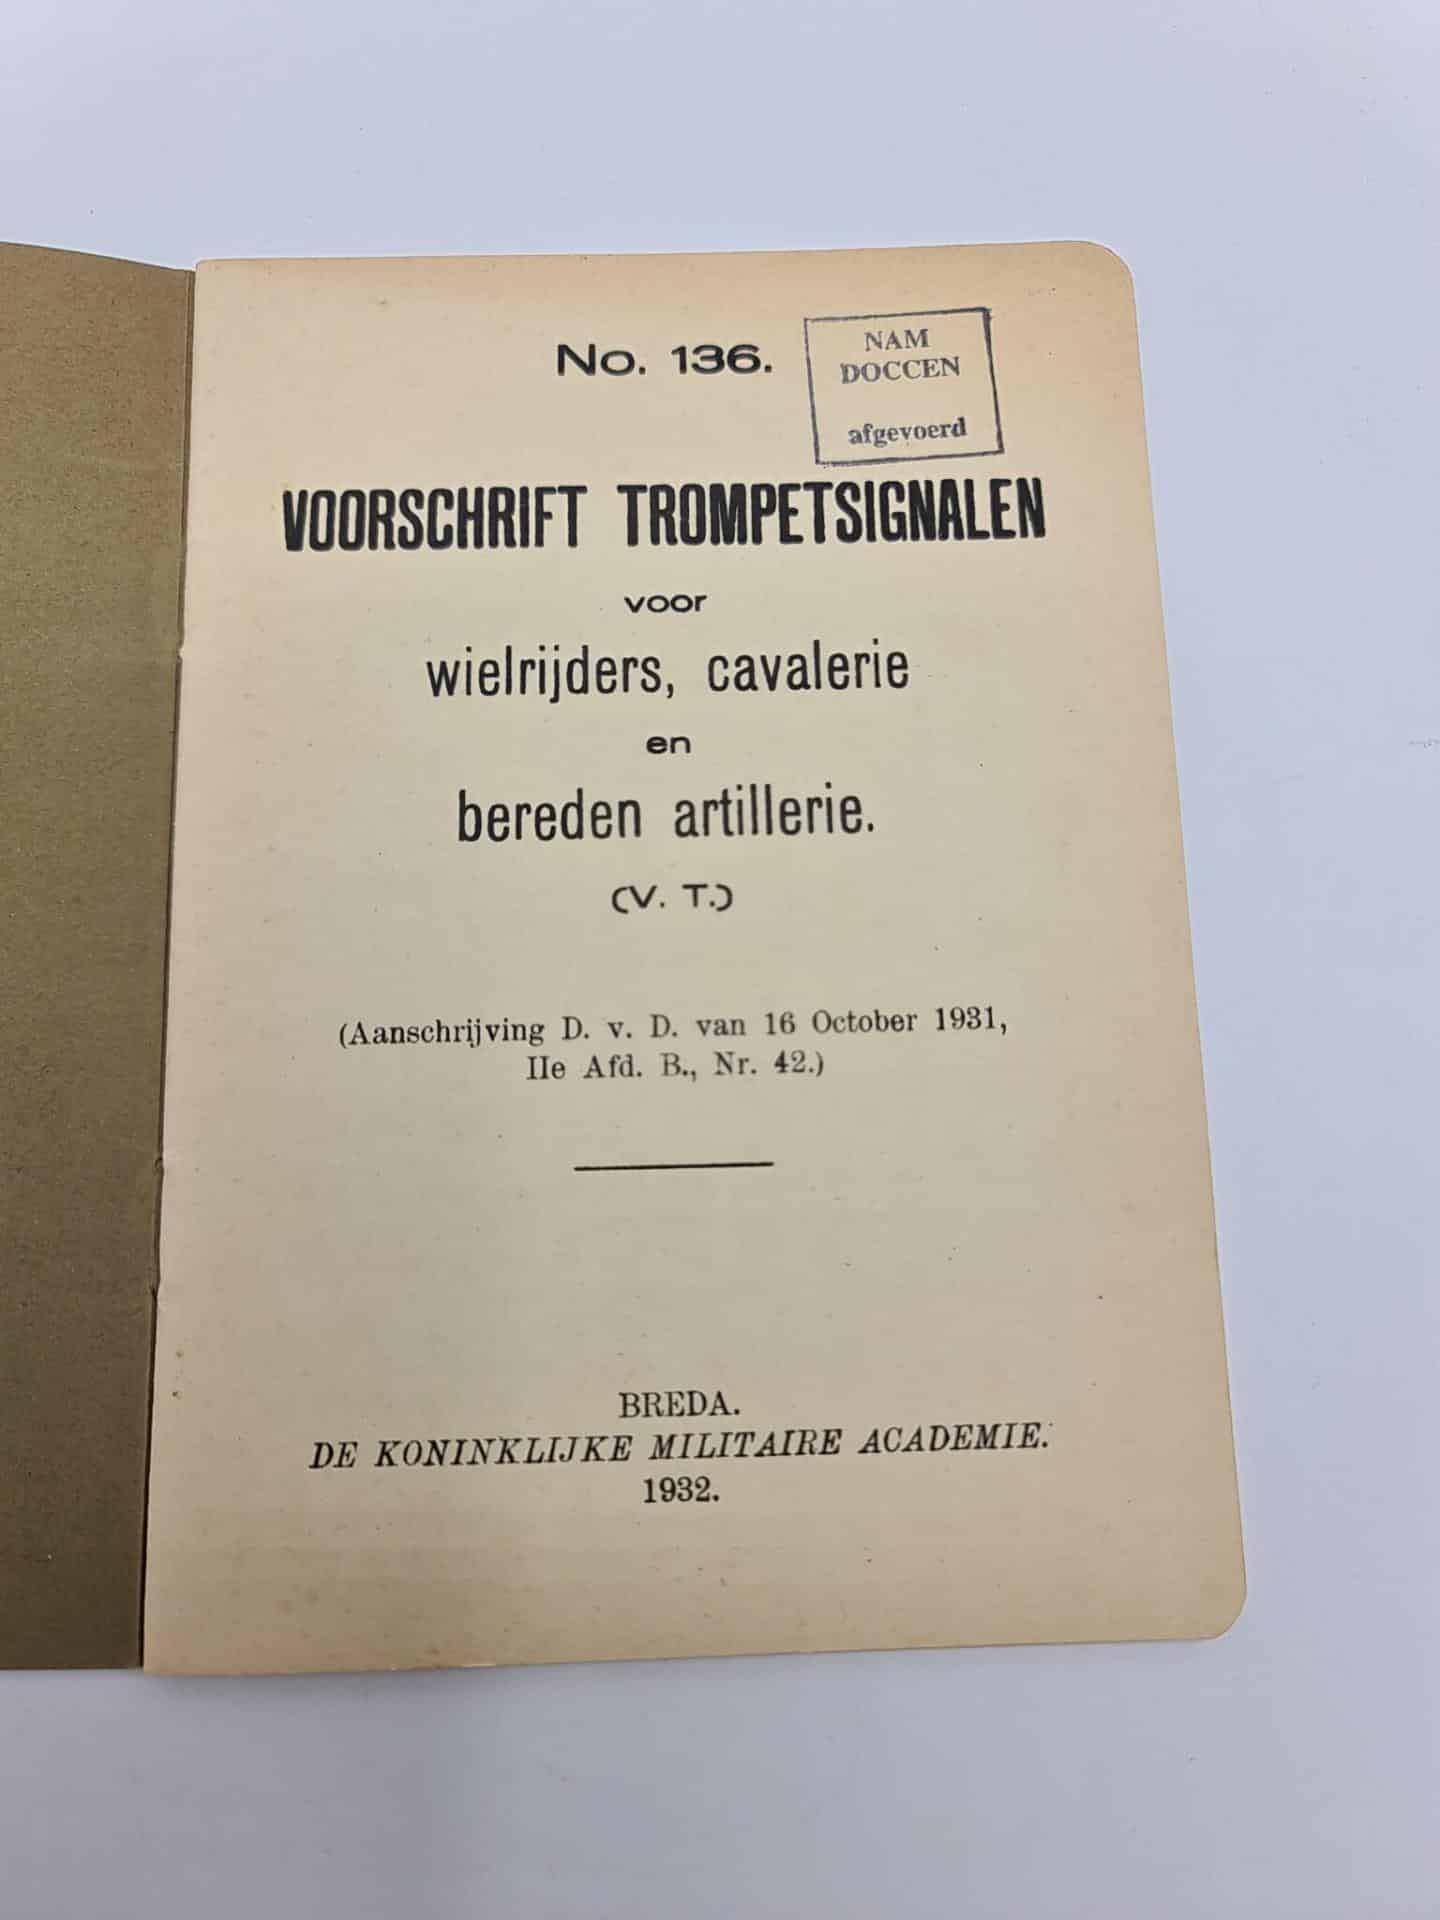 No. 136.
NAM
DOCCEN
afgevoerd
VOORSCHRIFT TROMPETSIGNALEN
voor
wielrijders, cavalerie
en
bereden artillerie.
(V. T.)
(Aanschrijving D. v. D. van 16 October 1931,
IIe Afd. B., Nr. 42.)
BREDA.
DE KONINKLIJKE MILITAIRE ACADEMIE.
1932.